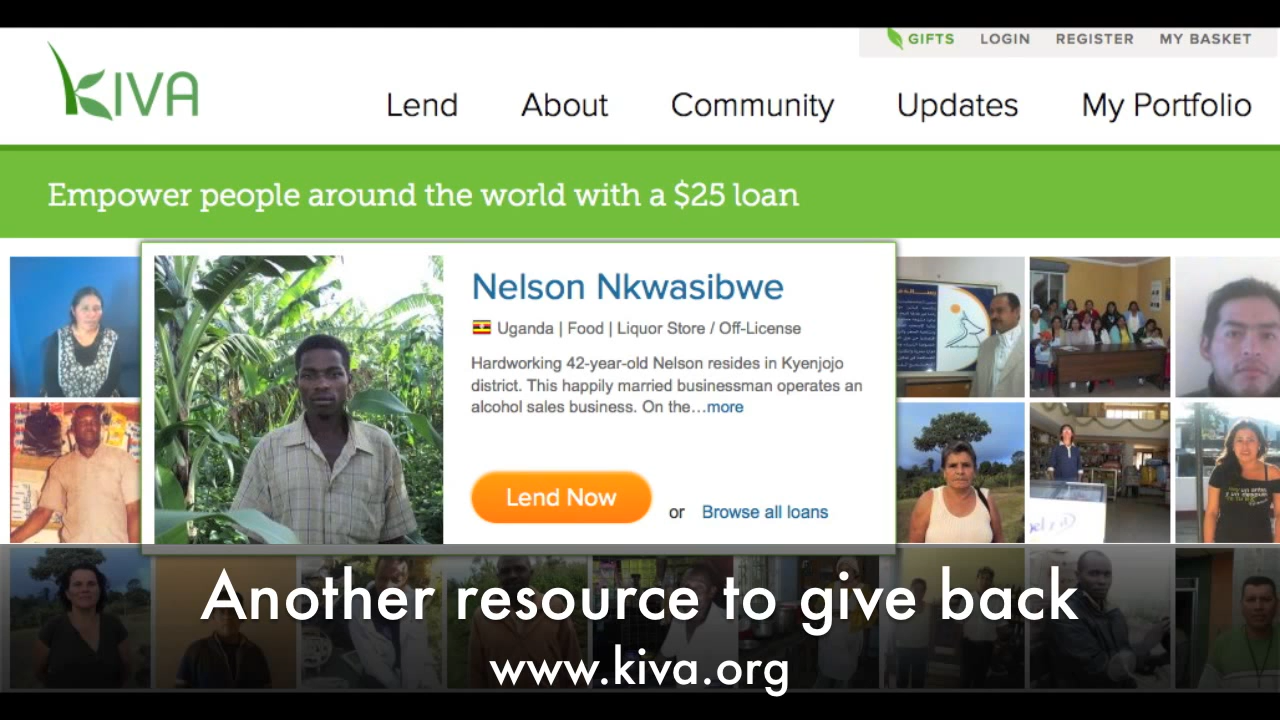 GIFTS LOGIN REGISTER MY BASKET
KIVA
Lend About Community Updates My Portfolio
Empower people around the world with a $25 loan
Nelson Nkwasibwe
Uganda | Food | Liquor Store / Off-License
Hardworking 42-year-old Nelson resides in Kyenjojo
district. This happily married businessman operates an
alcohol sales business. On the...more
Lend Now or Browse all loans
Another resource to give back
www.kiva.org